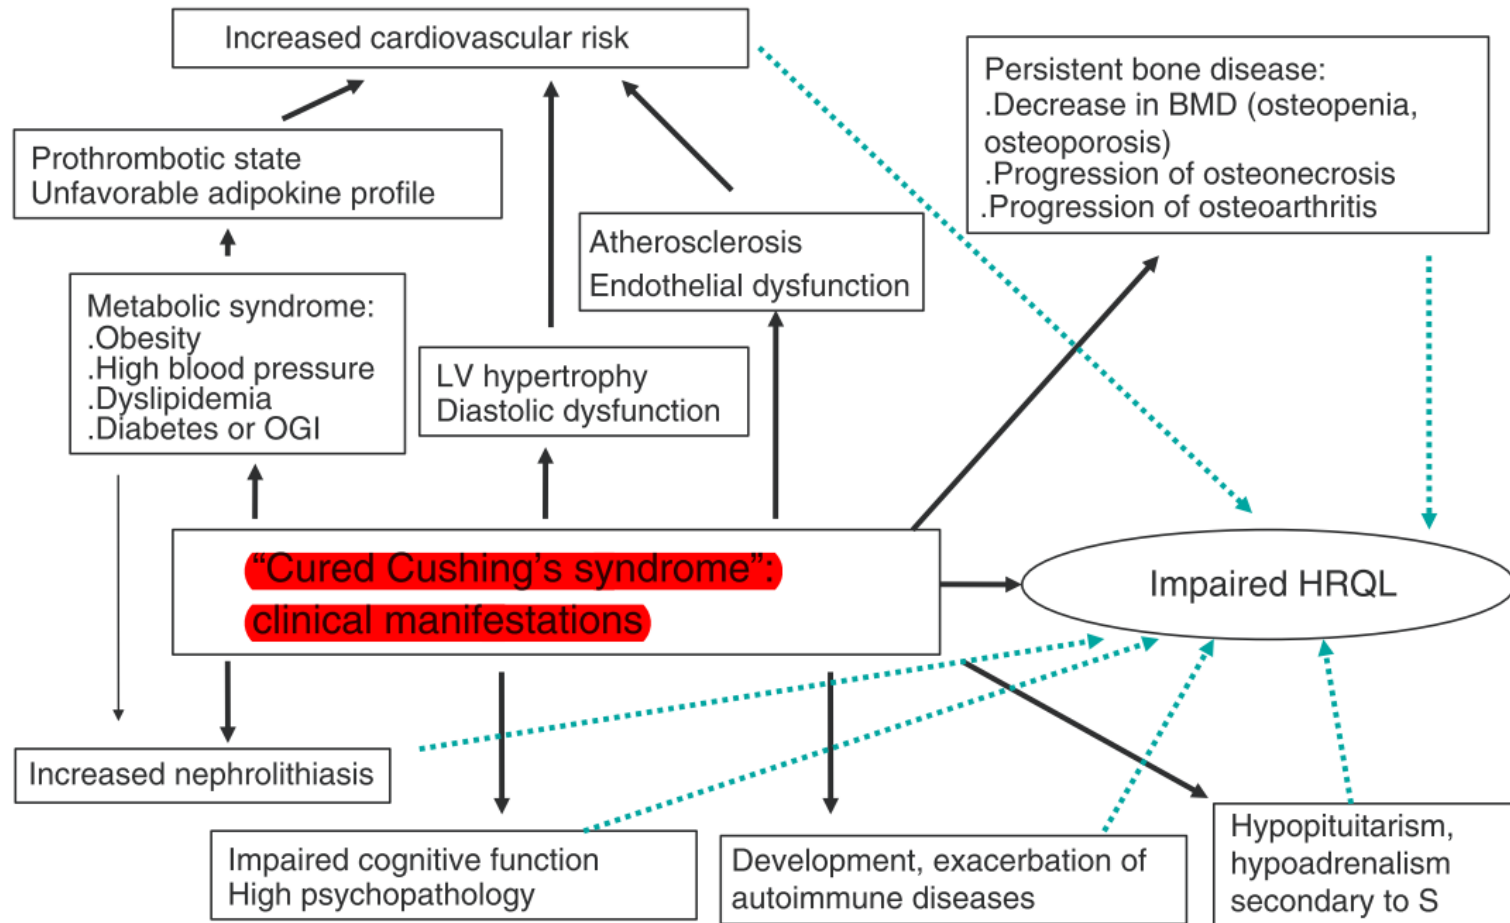 Increased cardiovascular risk
Persistent bone disease:
.Decrease in BMD (osteopenia,
osteoporosis)
.Progression of osteonecrosis
.Progression of osteoarthritis
Prothrombotic state
Unfavorable adipokine profile
Atherosclerosis
Endothelial dysfunction
Metabolic syndrome:
.Obesity
.High blood pressure
.Dyslipidemia
.Diabetes or OGI
LV hypertrophy
Diastolic dysfunction
“Cured Cushing’s syndrome”:
clinical manifestations
Impaired HRQL
Increased nephrolithiasis
Impaired cognitive function
High psychopathology
Development, exacerbation of
autoimmune diseases
Hypopituitarism,
hypoadrenalism
secondary to S